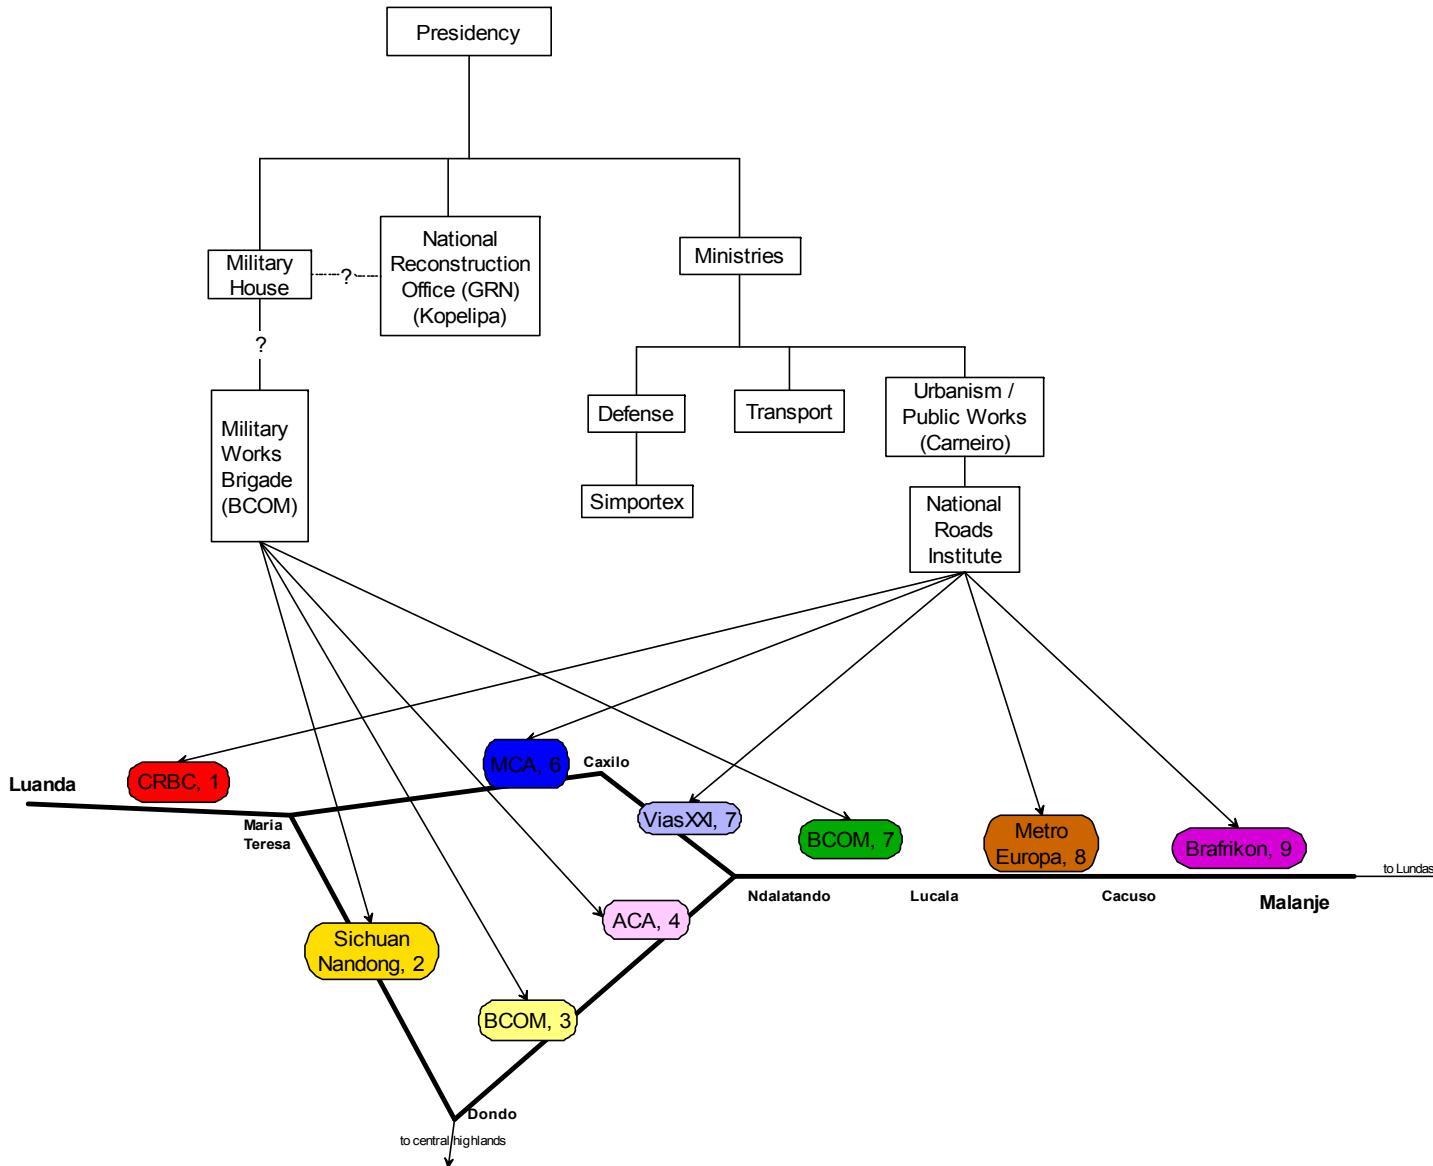 Presidency
Military
House
?
National
Reconstruction
Office (GRN)
(Kopelipa)
Ministries
?
Military
Works
Brigade
(BCOM)
Defense
Transport
Urbanism /
Public Works
(Carneiro)
Simportex
National
Roads
Institute
Luanda
CRBC, 1
MCA, 6
Caxilo
Maria
Teresa
ViasXXI, 7
BCOM, 7
Metro
Europa, 8
Brafrikon, 9
to Lundas
Ndalatando
Lucala
Cacuso
Malanje
ACA, 4
Sichuan
Nandong, 2
BCOM, 3
Dondo
to central highlands